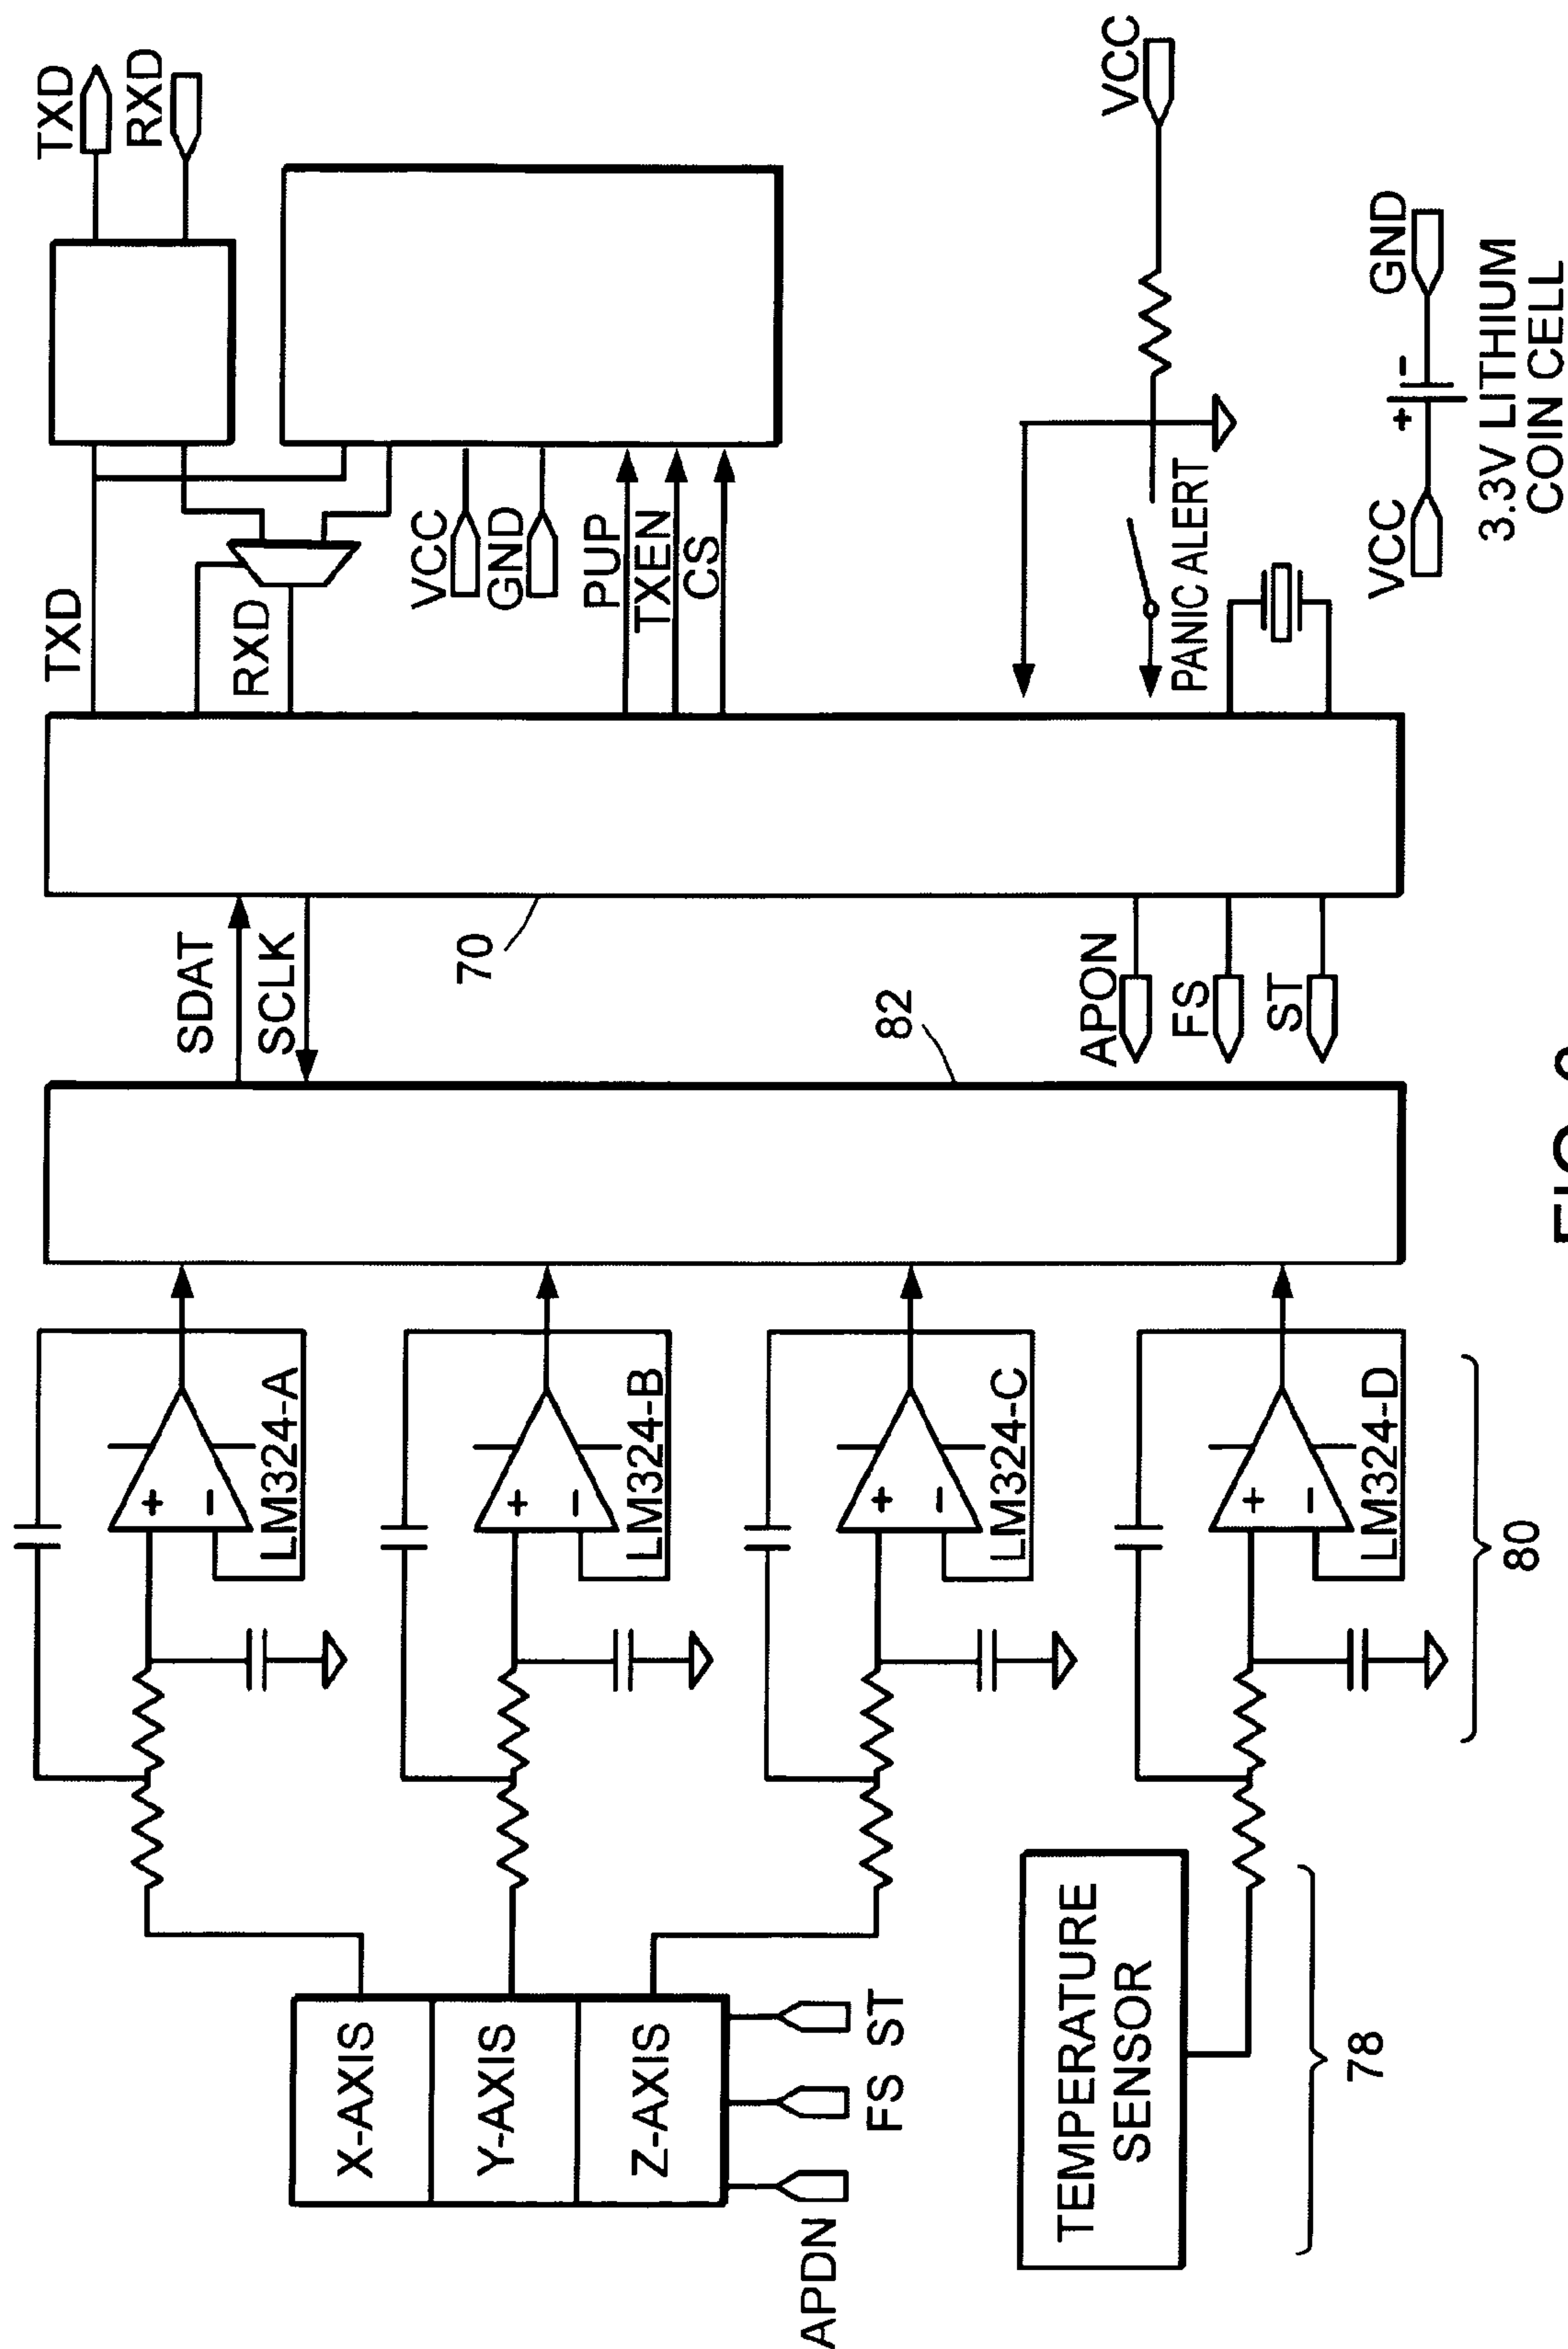 X-AXIS
Y-AXIS
Z-AXIS
APDN
FS
ST
TEMPERATURE
SENSOR
78
LM324-A
LM324-B
LM324-C
LM324-D
80
82
SDAT
SCLK
70
APON
FS
ST
TXD
RXD
TXD
RXD
VCC
GND
PUP
TXEN
CS
PANIC ALERT
VCC
VCC
GND
3.3V LITHIUM
COIN CELL
+
-
+
-
+
-
+
-
+
-